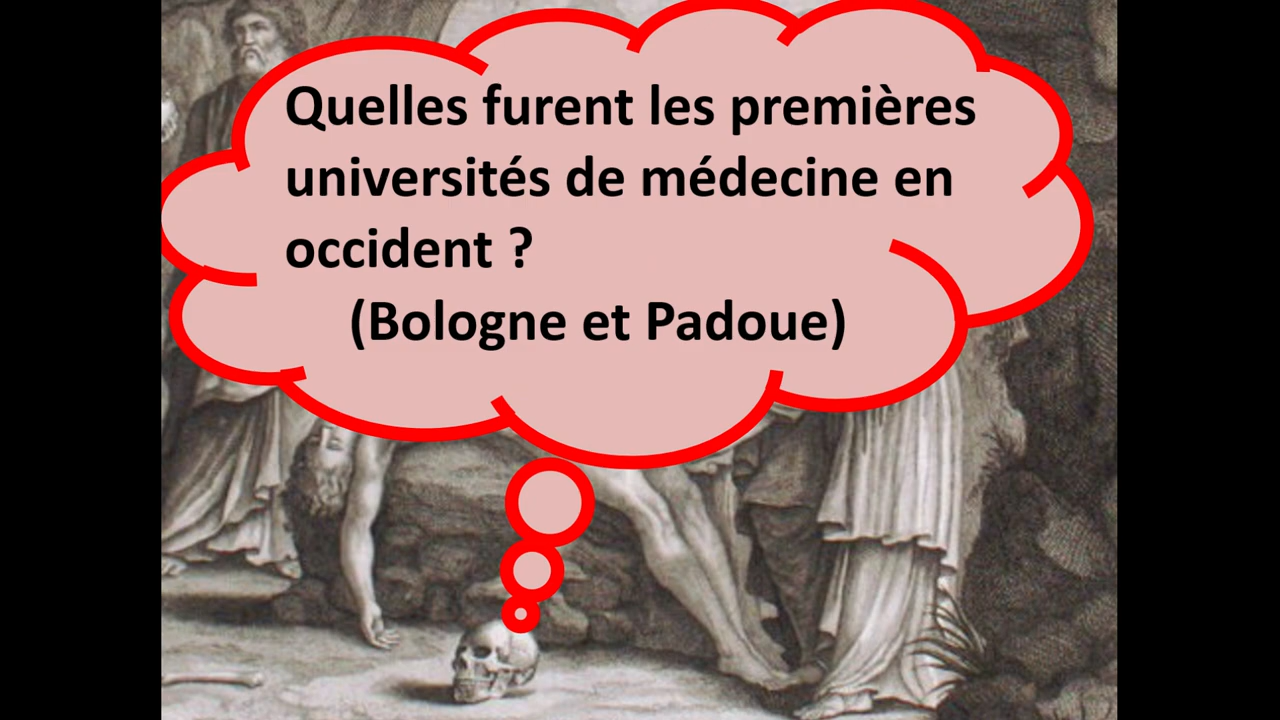 Quelles furent les premières
universités de médecine en
occident ?
(Bologne et Padoue)